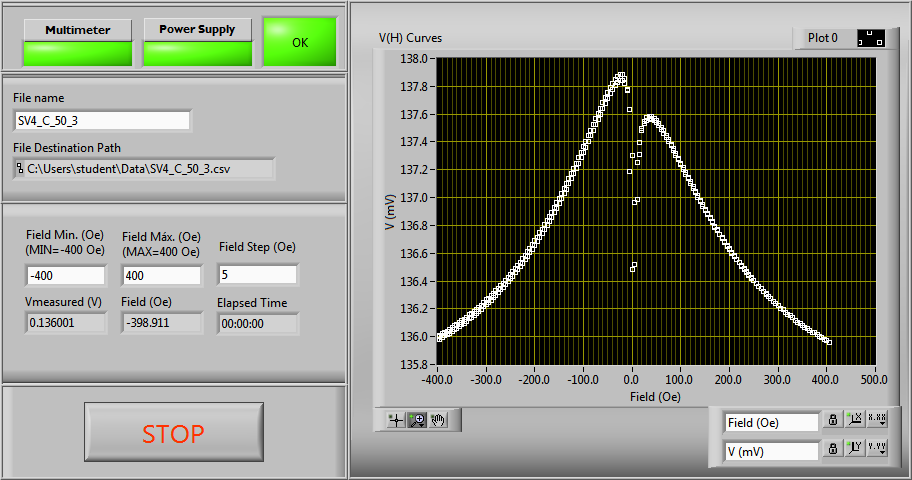 Multimeter
Power Supply
OK
File name
SV4_C_50_3
File Destination Path
C:\Users\student\Data\SV4_C_50_3.csv
Field Min. (Oe)
(MIN=-400 Oe)
Field Máx. (Oe)
(MAX=400 Oe)
Field Step (Oe)
-400
400
5
Vmeasured (V)
Field (Oe)
Elapsed Time
0.136001
-398.911
00:00:00
STOP
V(H) Curves
Plot 0
138.0
137.8
137.6
137.4
137.2
137.0
136.8
136.6
136.4
136.2
136.0
135.8
V (mV)
-400.0 -300.0 -200.0 -100.0 0.0 100.0 200.0 300.0 400.0 500.0
Field (Oe)
Field (Oe)
X X.XX
V (mV)
Y Y.YY